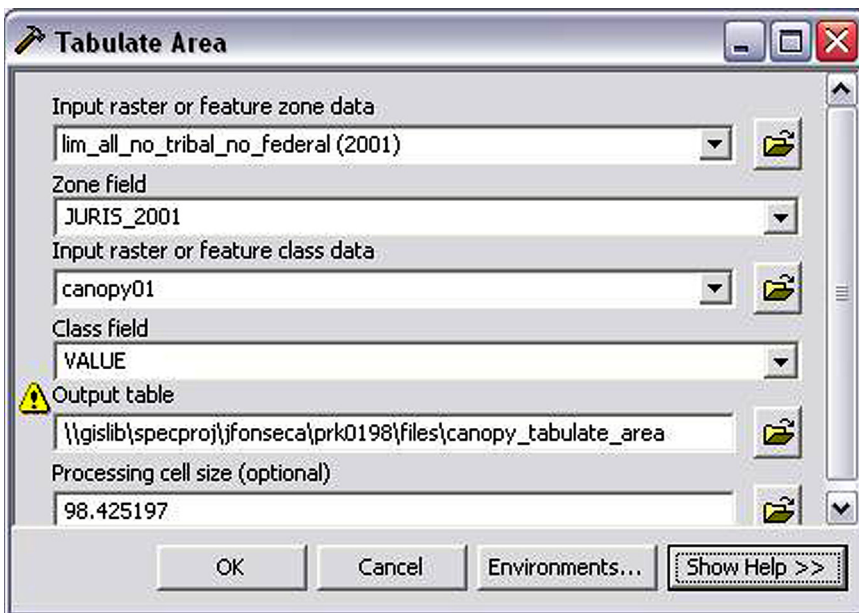 Tabulate Area
Input raster or feature zone data
lim_all_no_tribal_no_federal (2001)
Zone field
JURIS_2001
Input raster or feature class data
canopy01
Class field
VALUE
Output table
\\gislib\specproj\jfonseca\prk0198\files\canopy_tabulate_area
Processing cell size (optional)
98.425197
OK
Cancel
Environments...
Show Help >>